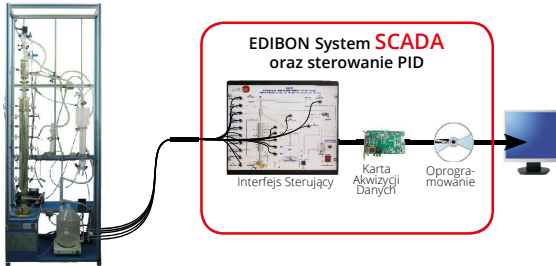 EDIBON System SCADA
oraz sterowanie PID
Interfejs Sterujący
Karta
Akwizycji
Danych
Oprogra-
mowanie